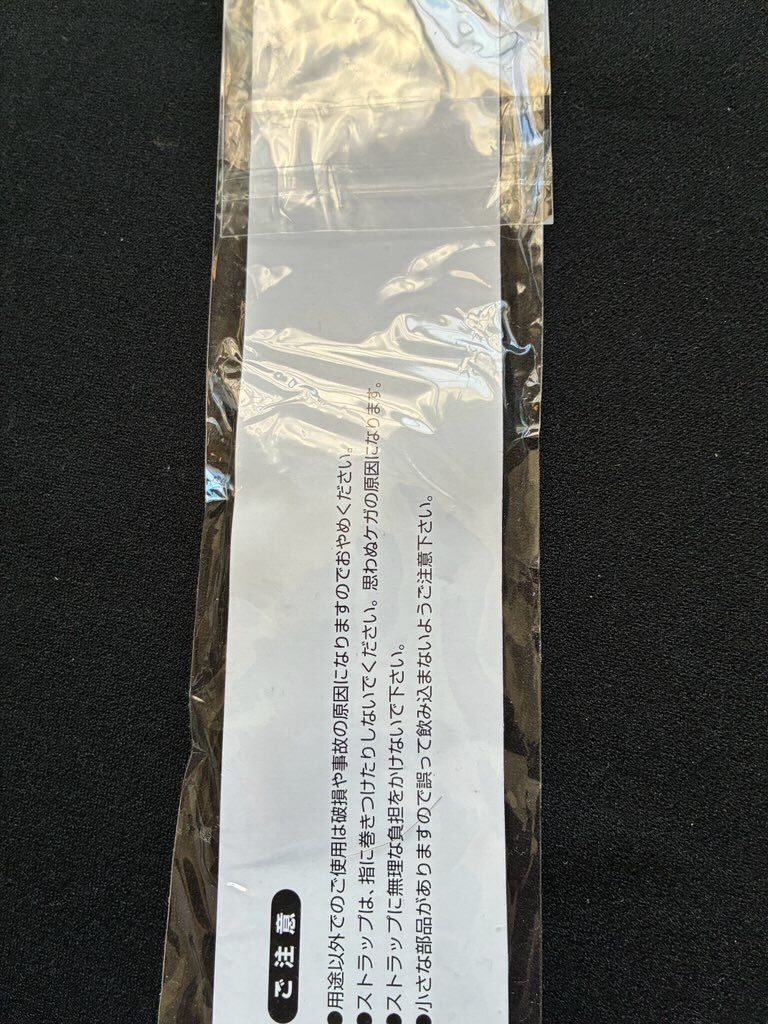 ご注意
●用途以外でのご使用は破損や事故の原因になりますのでおやめください。
●ストラップは、指に巻きつけたりしないでください。思わぬケガの原因になります。
●ストラップに無理な負担をかけないで下さい。
●小さな部品がありますので誤って飲み込まないようご注意下さい。